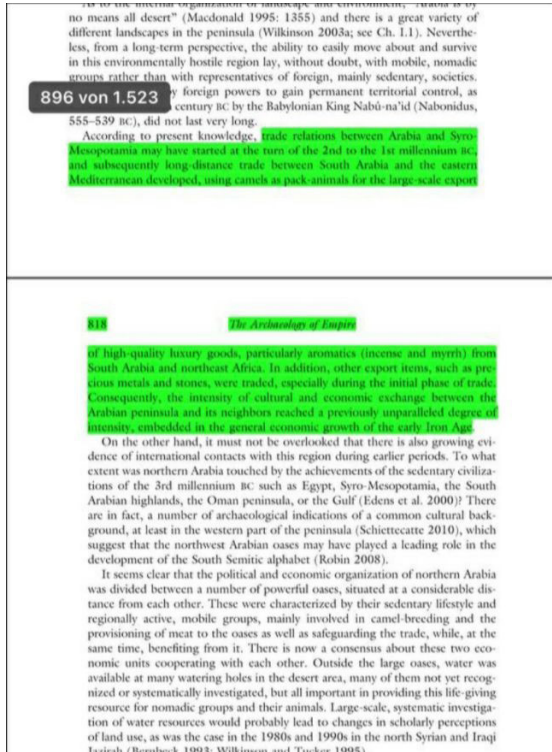 As to the internal organization of landscape and environment, "Arabia is by
no means all desert" (Macdonald 1995: 1355) and there is a great variety of
different landscapes in the peninsula (Wilkinson 2003a; see Ch. I.1). Neverthe-
less, from a long-term perspective, the ability to easily move about and survive
in this environmentally hostile region lay, without doubt, with mobile, nomadic
groups rather than with representatives of foreign, mainly sedentary, societies.
y foreign powers to gain permanent territorial control, as
896 von 1.523
century BC by the Babylonian King Nabû-na'id (Nabonidus,
555–539 BC), did not last very long.
According to present knowledge, trade relations between Arabia and Syro-
Mesopotamia may have started at the turn of the 2nd to the 1st millennium BC,
and subsequently long-distance trade between South Arabia and the eastern
Mediterranean developed, using camels as pack-animals for the large-scale export
818 The Archaeology of Empire
of high-quality luxury goods, particularly aromatics (incense and myrrh) from
South Arabia and northeast Africa. In addition, other export items, such as pre-
cious metals and stones, were traded, especially during the initial phase of trade.
Consequently, the intensity of cultural and economic exchange between the
Arabian peninsula and its neighbors reached a previously unparalleled degree of
intensity, embedded in the general economic growth of the early Iron Age.
On the other hand, it must not be overlooked that there is also growing evi-
dence of international contacts with this region during earlier periods. To what
extent was northern Arabia touched by the achievements of the sedentary civiliza-
tions of the 3rd millennium BC such as Egypt, Syro-Mesopotamia, the South
Arabian highlands, the Oman peninsula, or the Gulf (Edens et al. 2000)? There
are in fact, a number of archaeological indications of a common cultural back-
ground, at least in the western part of the peninsula (Schiettecatte 2010), which
suggest that the northwest Arabian oases may have played a leading role in the
development of the South Semitic alphabet (Robin 2008).
It seems clear that the political and economic organization of northern Arabia
was divided between a number of powerful oases, situated at a considerable dis-
tance from each other. These were characterized by their sedentary lifestyle and
regionally active, mobile groups, mainly involved in camel-breeding and the
provisioning of meat to the oases as well as safeguarding the trade, while, at the
same time, benefiting from it. There is now a consensus about these two eco-
nomic units cooperating with each other. Outside the large oases, water was
available at many watering holes in the desert area, many of them not yet recog-
nized or systematically investigated, but all important in providing this life-giving
resource for nomadic groups and their animals. Large-scale, systematic investiga-
tion of water resources would probably lead to changes in scholarly perceptions
of land use, as was the case in the 1980s and 1990s in the north Syrian and Iraqi
Jazirah (Bernbeck 1993; Wilkinson and Tucker 1995).